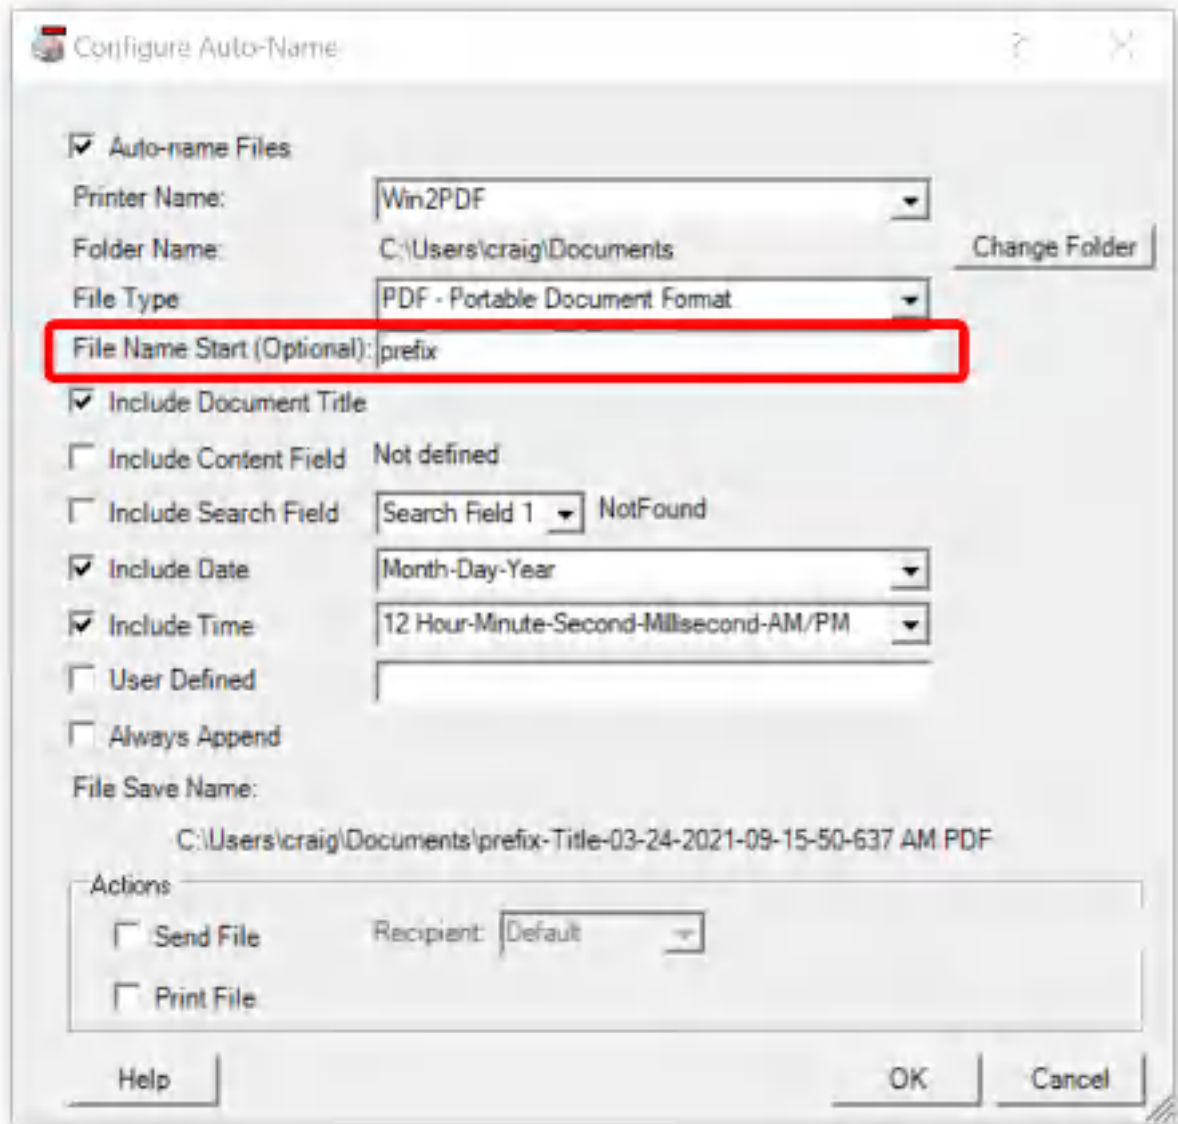 Configure Auto-Name
Auto-name Files
Printer Name: Win2PDF
Folder Name: C:\Users\craig\Documents Change Folder
File Type PDF - Portable Document Format
File Name Start (Optional): prefix
Include Document Title
Include Content Field Not defined
Include Search Field Search Field 1 NotFound
Include Date Month-Day-Year
Include Time 12 Hour-Minute-Second-Millisecond-AM/PM
User Defined
Always Append
File Save Name:
C:\Users\craig\Documents\prefix-Title-03-24-2021-09-15-50-637 AM.PDF
Actions
Send File Recipient: Default
Print File
Help OK Cancel